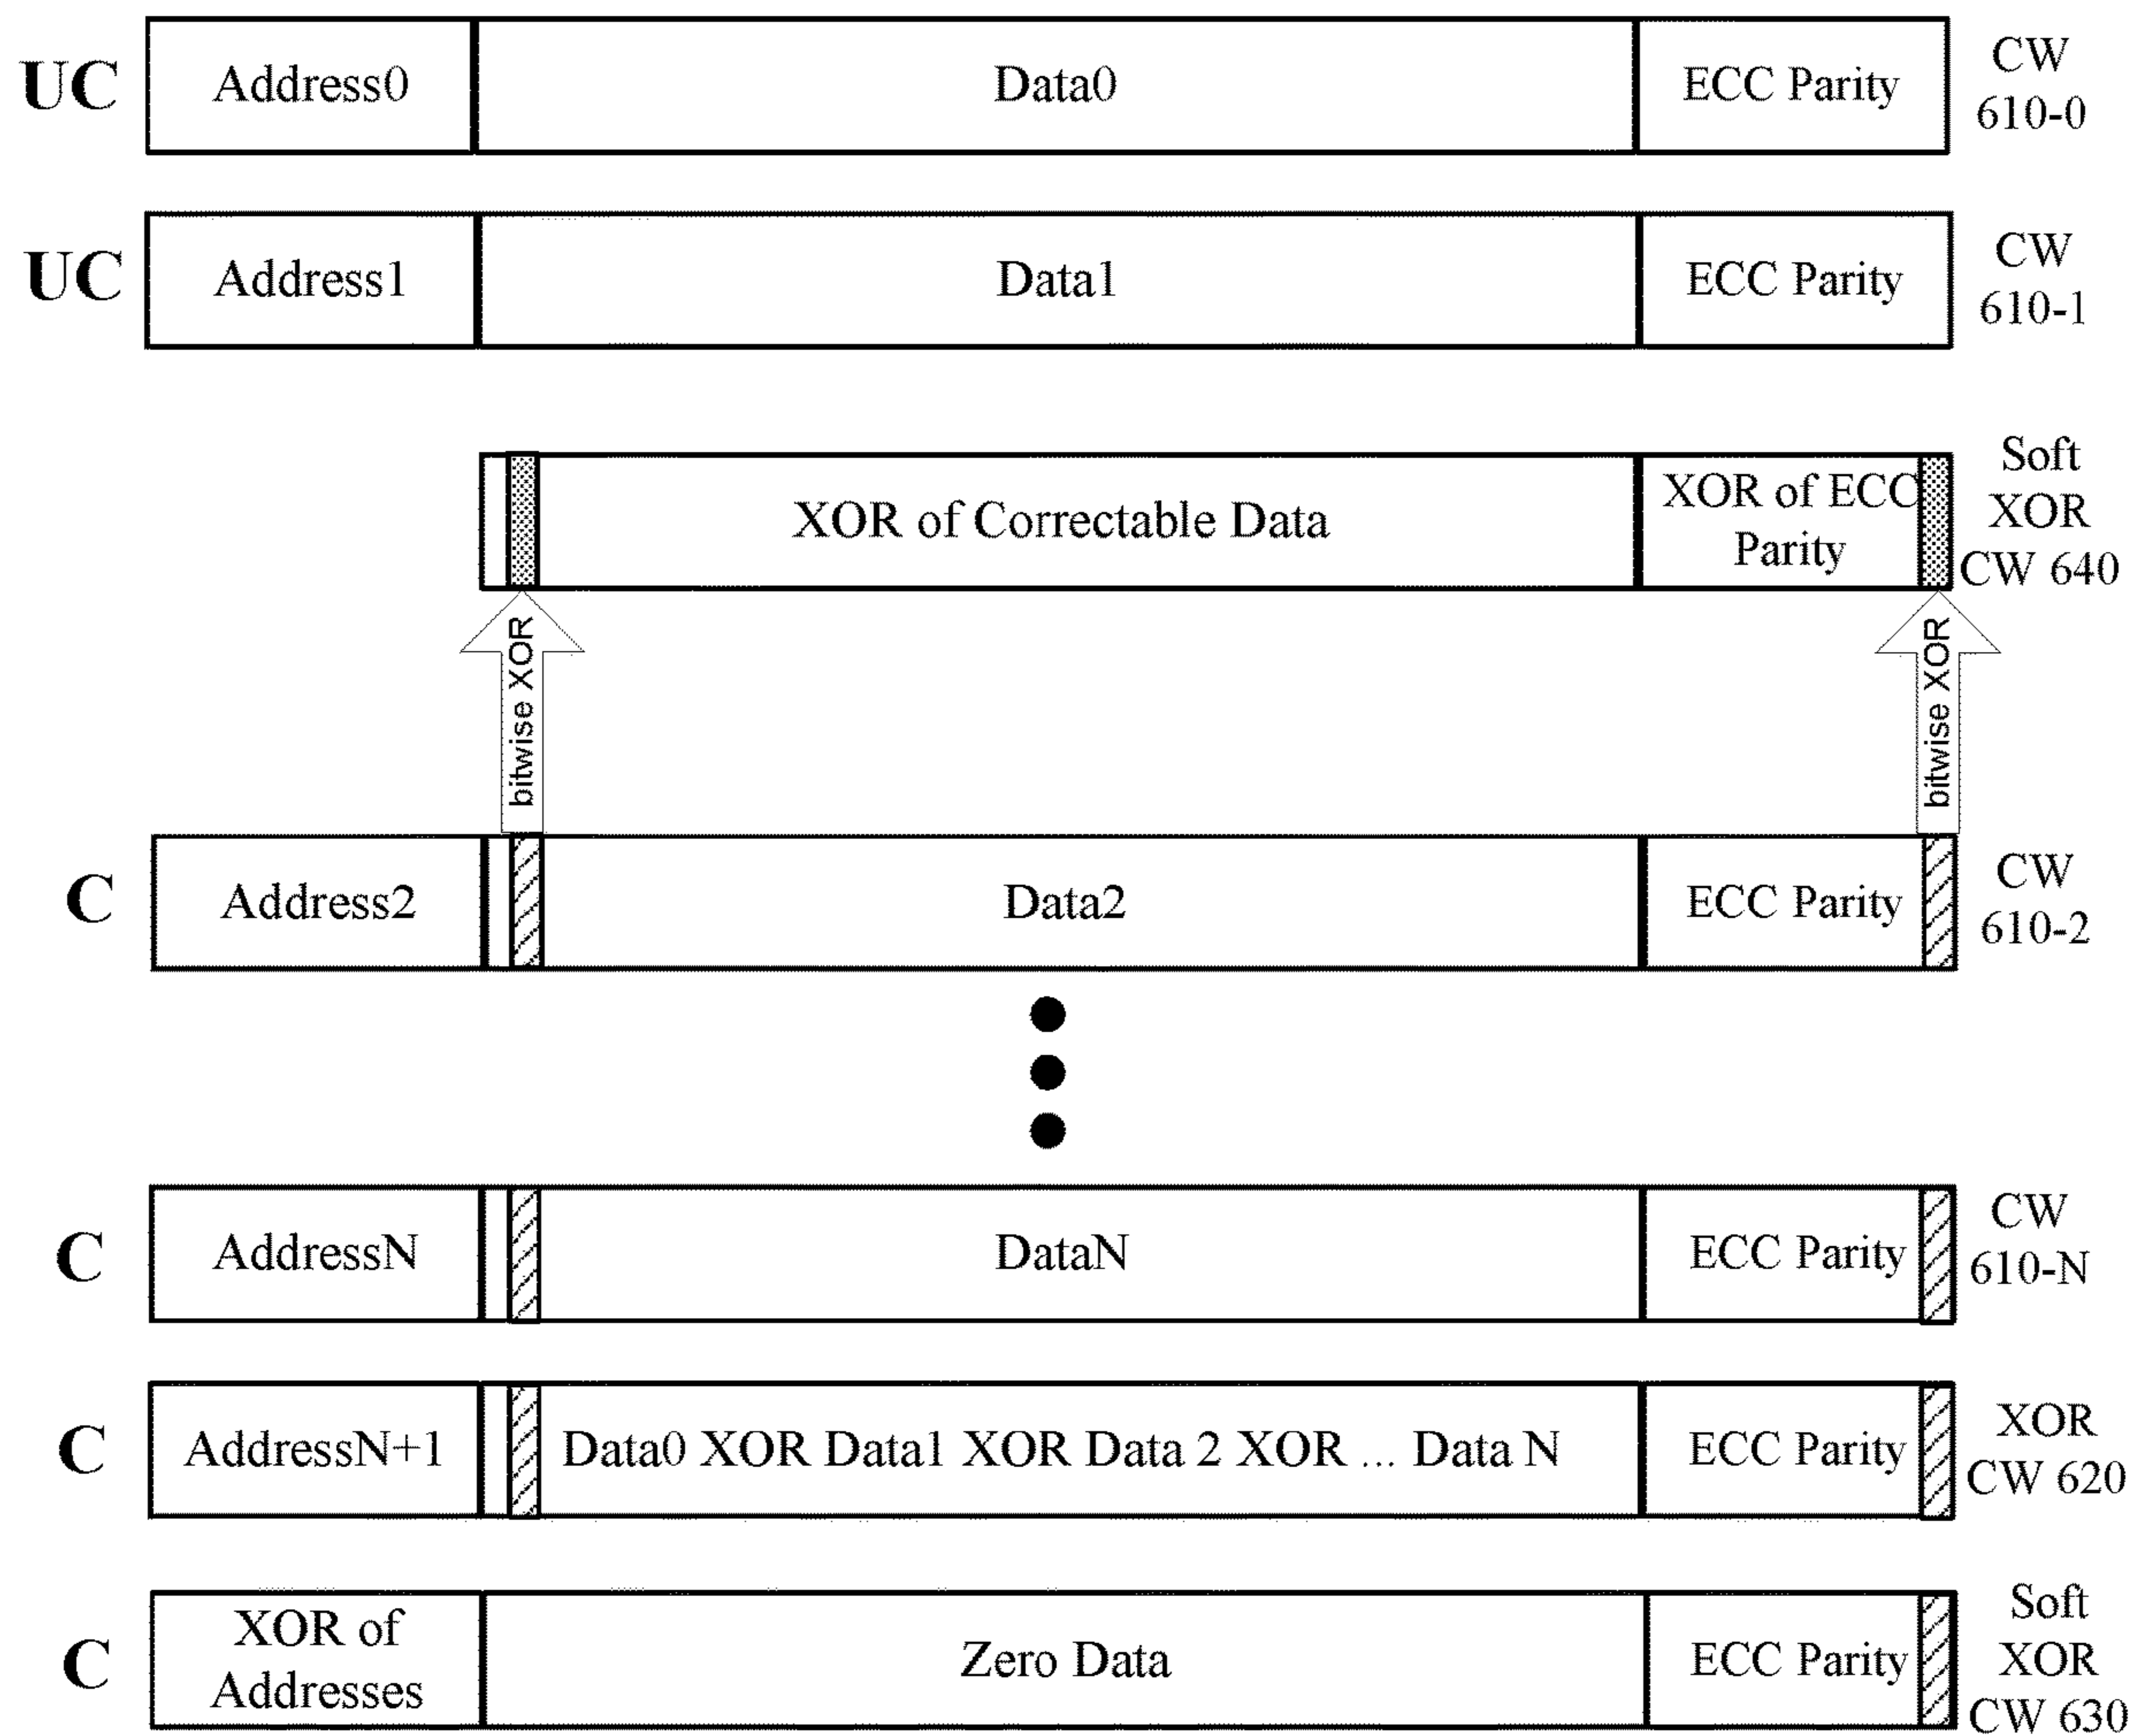 UC Address0 Data0 ECC Parity CW 610-0
UC Address1 Data1 ECC Parity CW 610-1
XOR of Correctable Data XOR of ECC Parity Soft XOR CW 640
bitwise XOR bitwise XOR
C Address2 Data2 ECC Parity CW 610-2
C AddressN DataN ECC Parity CW 610-N
C AddressN+1 Data0 XOR Data1 XOR Data 2 XOR ... Data N ECC Parity XOR CW 620
C XOR of Addresses Zero Data ECC Parity Soft XOR CW 630